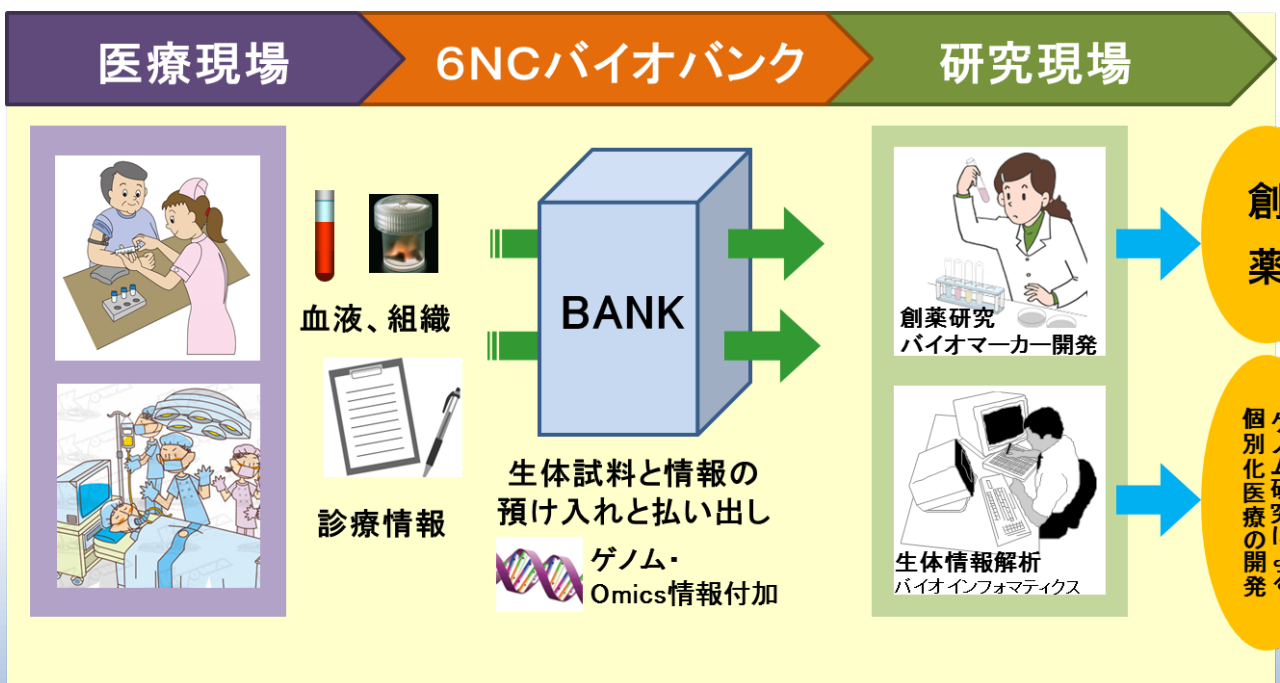 医療現場
6NCバイオバンク
研究現場
血液、組織
診療情報
BANK
生体試料と情報の
預け入れと払い出し
ゲノム・
Omics情報付加
創薬研究
バイオマーカー開発
生体情報解析
バイオインフォマティクス
創
薬
個別化医療の開発